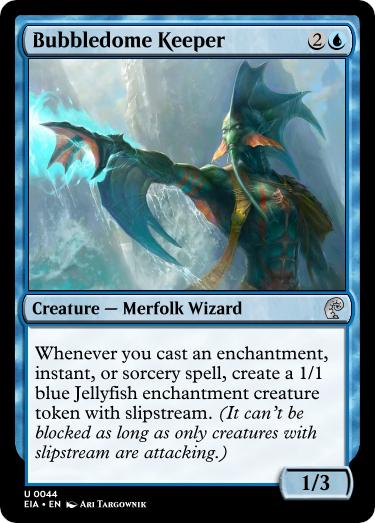 Bubbledome Keeper 2
Creature — Merfolk Wizard
Whenever you cast an enchantment,
instant, or sorcery spell, create a 1/1
blue Jellyfish enchantment creature
token with slipstream. (It can't be
blocked as long as only creatures with
slipstream are attacking.)
1/3
U 0044
EIA • EN Ari Targownik